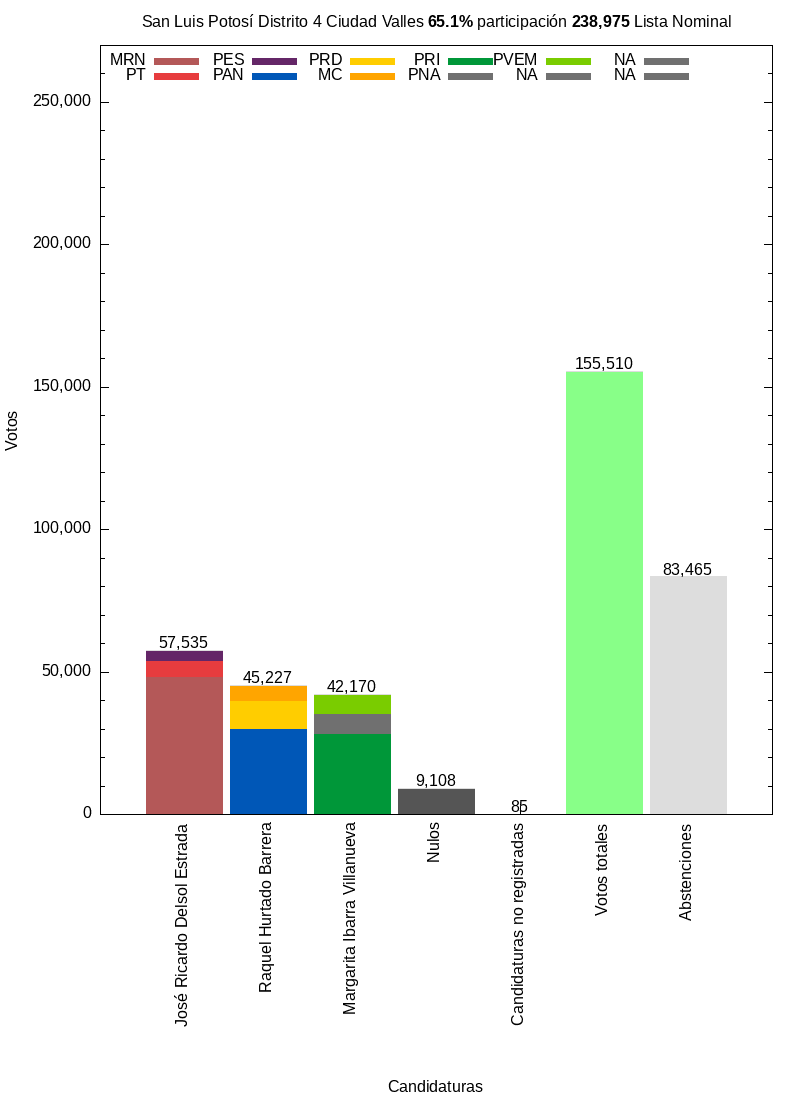 San Luis Potosí Distrito 4 Ciudad Valles 65.1% participación 238,975 Lista Nominal
MRN PES PRD PRI PVEM NA
PT PAN MC PNA NA NA
250,000
200,000
150,000
100,000
50,000
0
Votos
57,535
45,227
42,170
9,108
85
155,510
83,465
José Ricardo Delsol Estrada
Raquel Hurtado Barrera
Margarita Ibarra Villanueva
Nulos
Candidaturas no registradas
Votos totales
Abstenciones
Candidaturas